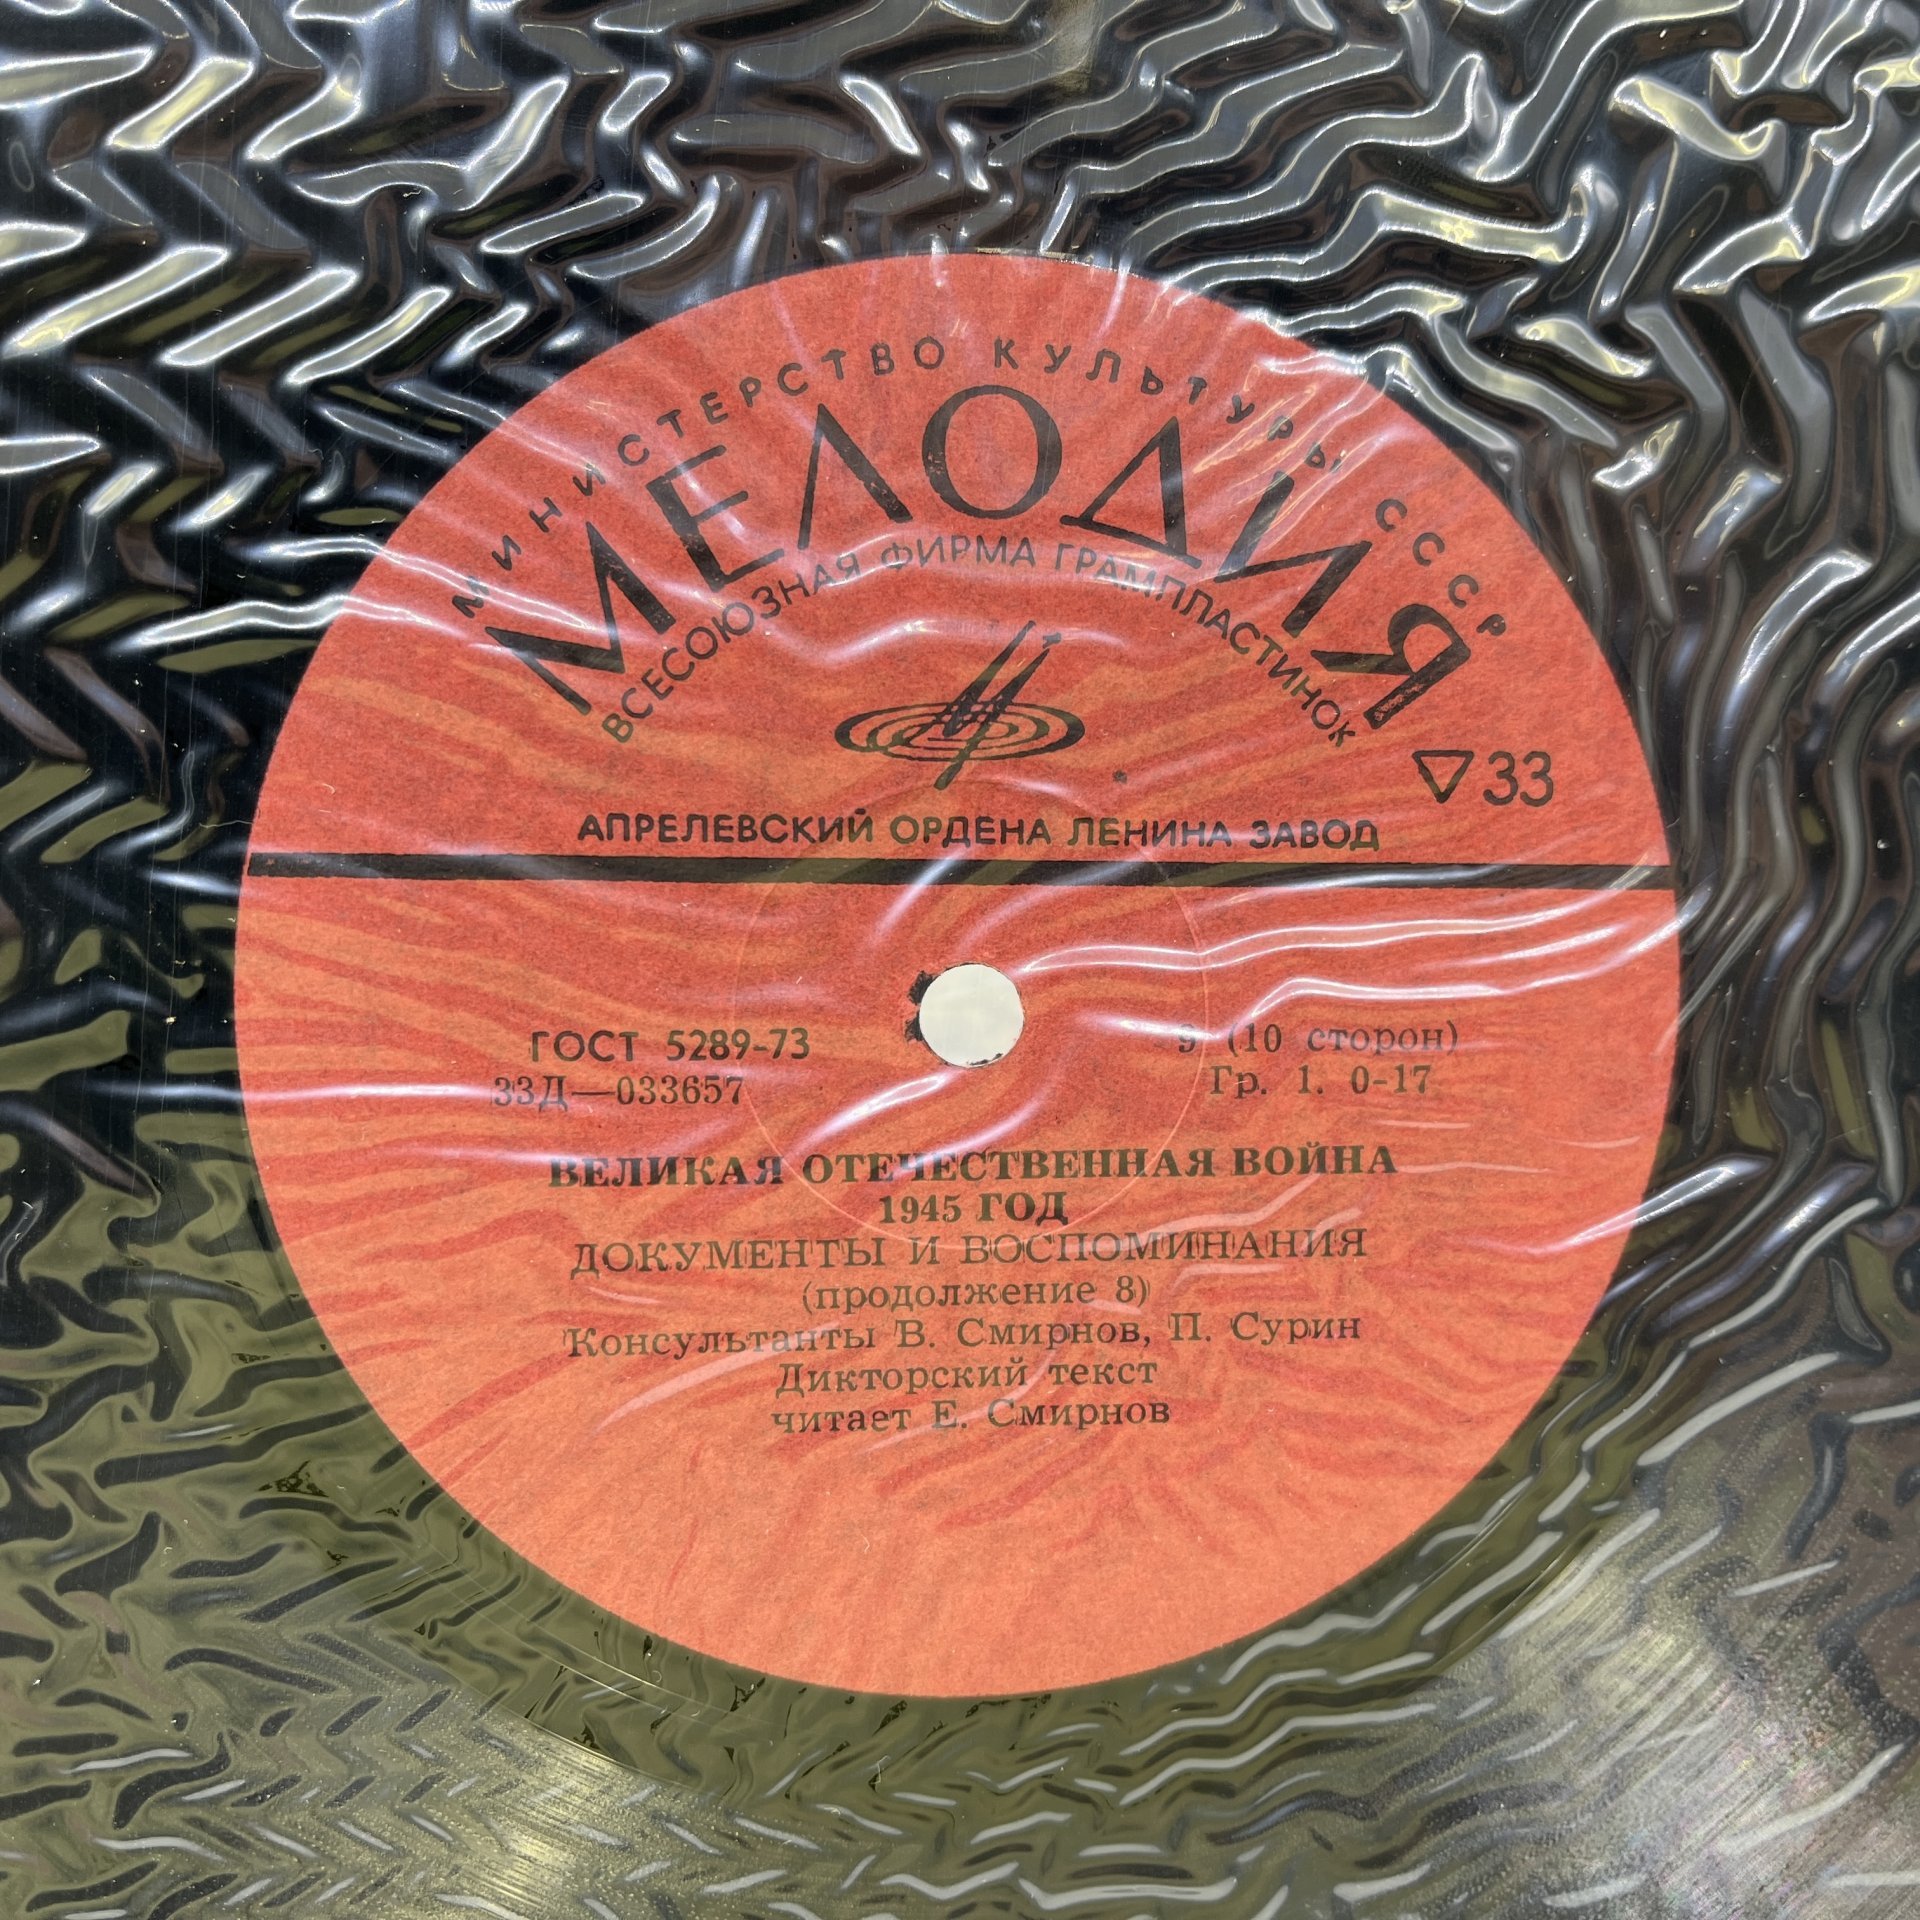 МИНИСТЕРСТВО КУЛЬТУРЫ СССР
МЕЛОДИЯ
ВСЕСОЮЗНАЯ ФИРМА ГРАМПЛАСТИНОК
33
АПРЕЛЕВСКИЙ ОРДЕНА ЛЕНИНА ЗАВОД
ГОСТ 5289-73
9 (10 сторон)
33Д—033657
Гр. 1. 0-17
ВЕЛИКАЯ ОТЕЧЕСТВЕННАЯ ВОЙНА
1945 ГОД
ДОКУМЕНТЫ И ВОСПОМИНАНИЯ
(продолжение 8)
Консультанты В. Смирнов, П. Сурин
Дикторский текст
читает Е. Смирнов